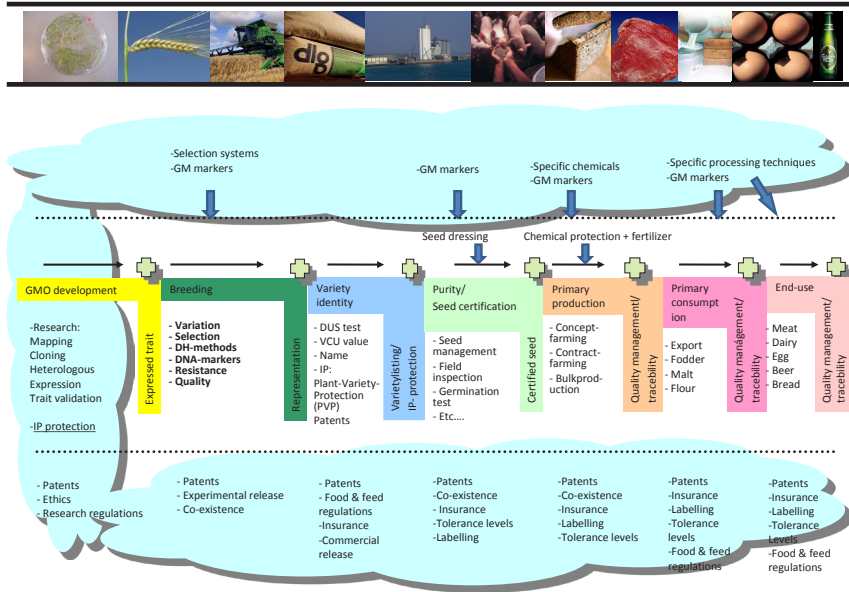 dlg
-Selection systems
-GM markers
-GM markers
-Specific chemicals
-GM markers
-Specific processing techniques
-GM markers
Seed dressing
Chemical protection + fertilizer
GMO development
-Research:
Mapping
Cloning
Heterologous
Expression
Trait validation
-IP protection
Expressed trait
Breeding
- Variation
- Selection
- DH-methods
- DNA-markers
- Resistance
- Quality
Representation
Variety
identity
- DUS test
- VCU value
- Name
- IP:
Plant-Variety-
Protection
(PVP)
Patents
Varietylisting/
IP- protection
Purity/
Seed certification
- Seed
management
- Field
inspection
- Germination
test
- Etc....
Certified seed
Primary
production
- Concept-
farming
- Contract-
farming
- Bulkproduction
Quality management/
tracebility
Primary
consumpt
ion
- Export
- Fodder
- Malt
- Flour
Quality management/
tracebility
End-use
- Meat
- Dairy
- Egg
- Beer
- Bread
Quality management/
tracebility
- Patents
- Ethics
- Research regulations
- Patents
- Experimental release
- Co-existence
- Patents
- Food & feed
regulations
- Insurance
- Commercial
release
- Patents
- Co-existence
- Insurance
- Tolerance levels
- Labelling
- Patents
- Co-existence
- Insurance
- Labelling
- Tolerance levels
- Patents
- Insurance
- Labelling
- Tolerance
levels
- Food & feed
regulations
- Patents
- Insurance
- Labelling
- Tolerance
Levels
- Food & feed
regulations